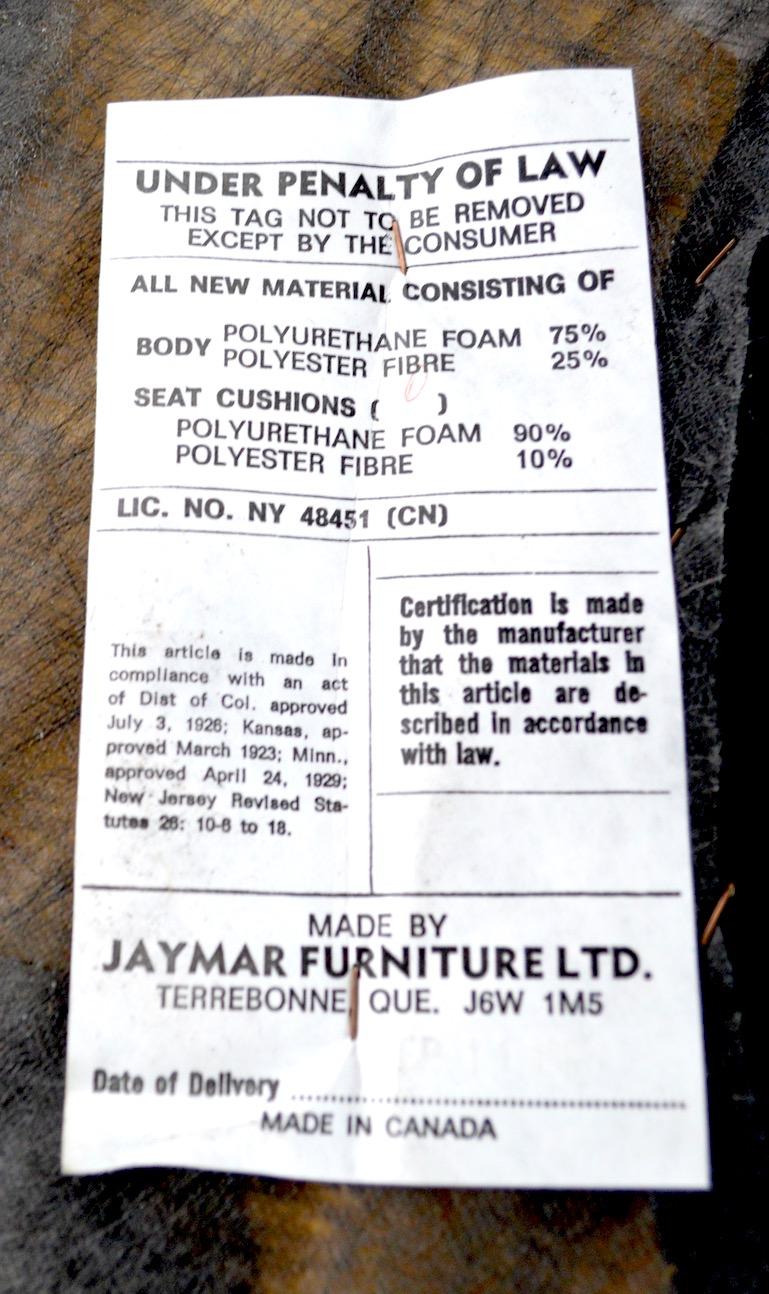 UNDER PENALTY OF LAW
THIS TAG NOT TO BE REMOVED
EXCEPT BY THE CONSUMER
ALL NEW MATERIAL CONSISTING OF
BODY POLYURETHANE FOAM 75%
POLYESTER FIBRE 25%
SEAT CUSHIONS ( )
POLYURETHANE FOAM 90%
POLYESTER FIBRE 10%
LIC. NO. NY 48451 (CN)
This article is made in
compliance with an act
of Dist of Col. approved
July 3, 1926; Kansas, ap-
proved March 1923; Minn.,
approved April 24, 1929;
New Jersey Revised Sta-
tutes 26: 10-6 to 18.
Certification is made
by the manufacturer
that the materials in
this article are de-
scribed in accordance
with law.
MADE BY
JAYMAR FURNITURE LTD.
TERREBONNE, QUE. J6W 1M5
Date of Delivery ........................................
MADE IN CANADA